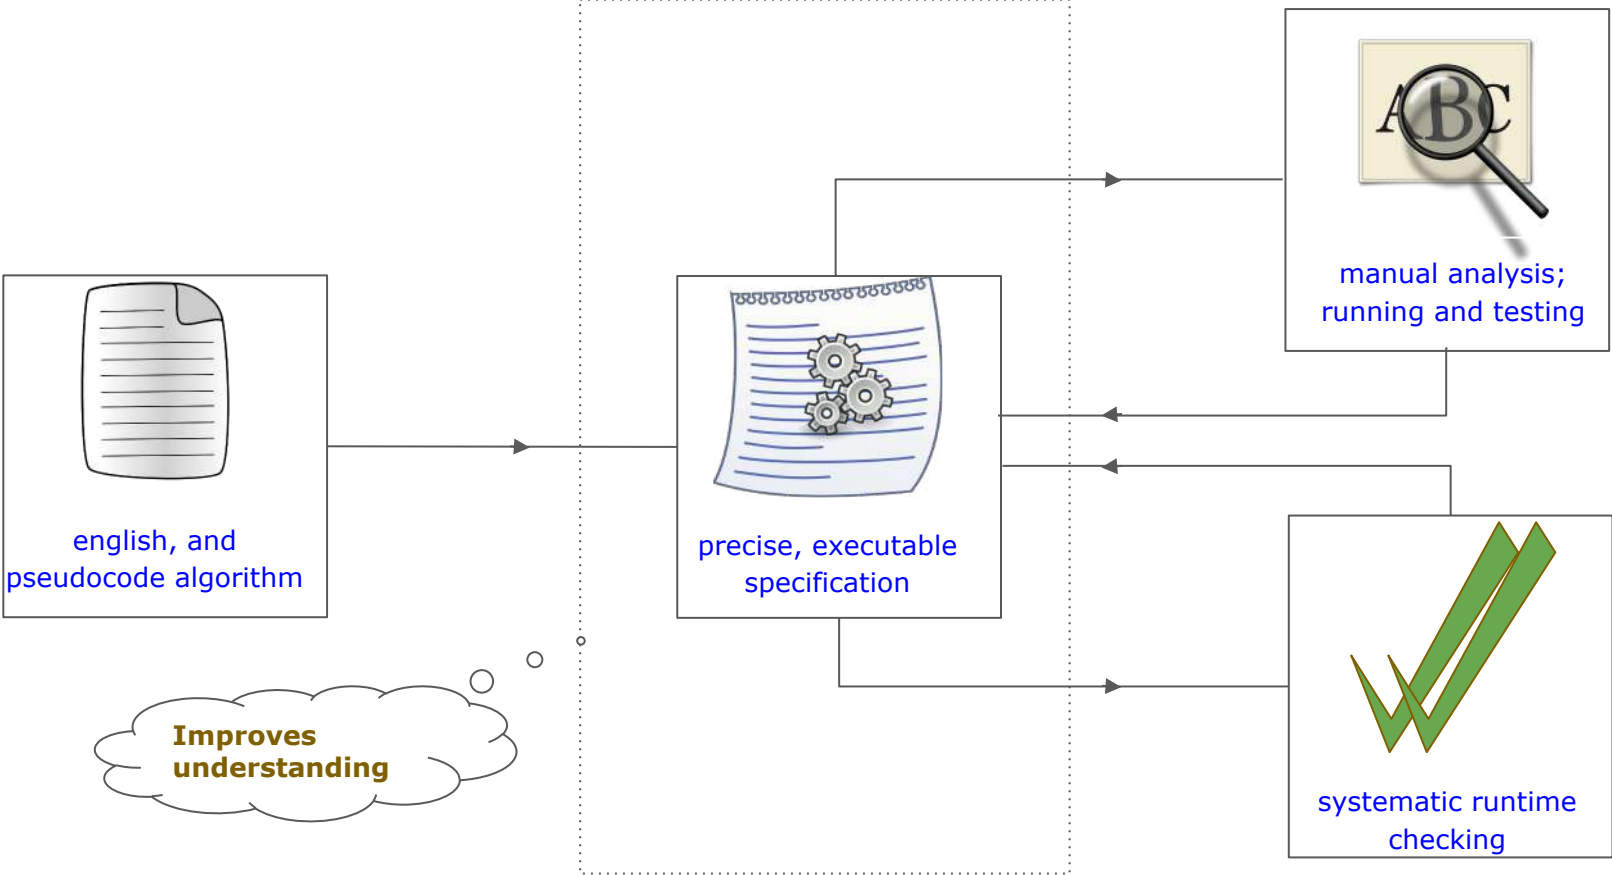 ABC
manual analysis;
running and testing
english, and
pseudocode algorithm
precise, executable
specification
Improves
understanding
systematic runtime
checking